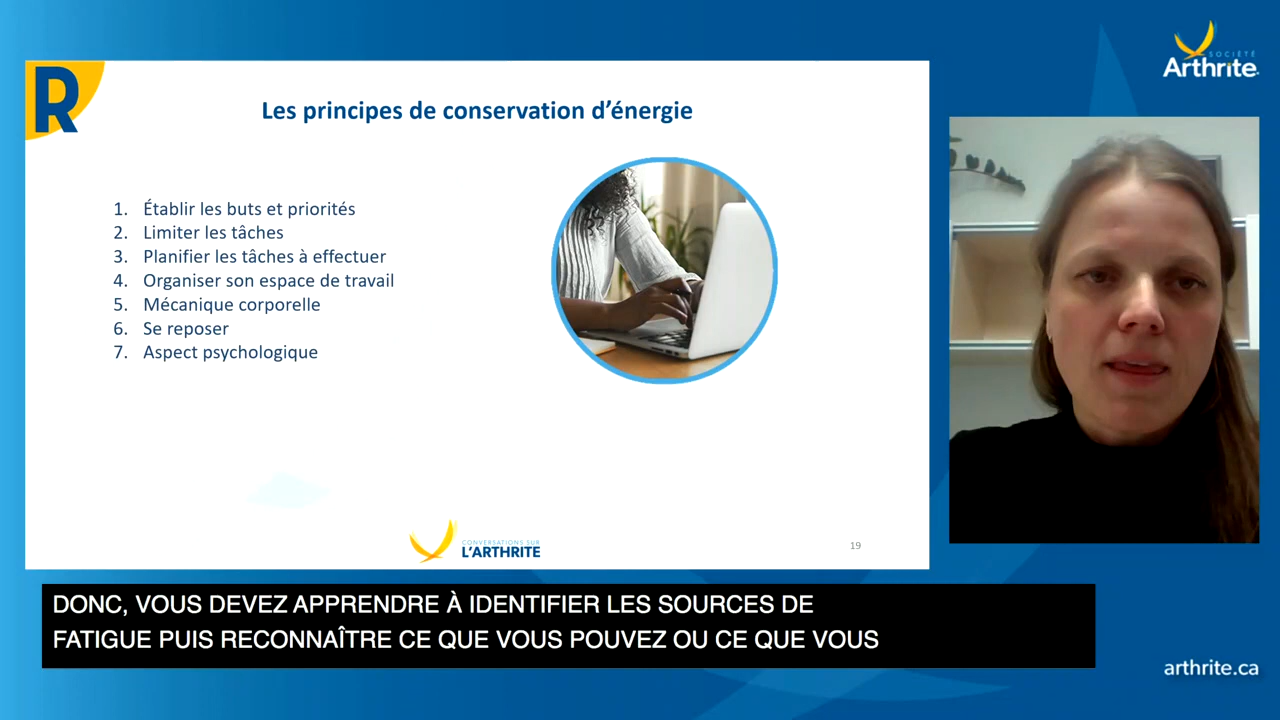 SOCIÉTÉ
Arthrite
R
Les principes de conservation d’énergie
1. Établir les buts et priorités
2. Limiter les tâches
3. Planifier les tâches à effectuer
4. Organiser son espace de travail
5. Mécanique corporelle
6. Se reposer
7. Aspect psychologique
CONVERSATIONS SUR
L’ARTHRITE
19
DONC, VOUS DEVEZ APPRENDRE À IDENTIFIER LES SOURCES DE
FATIGUE PUIS RECONNAÎTRE CE QUE VOUS POUVEZ OU CE QUE VOUS
arthrite.ca